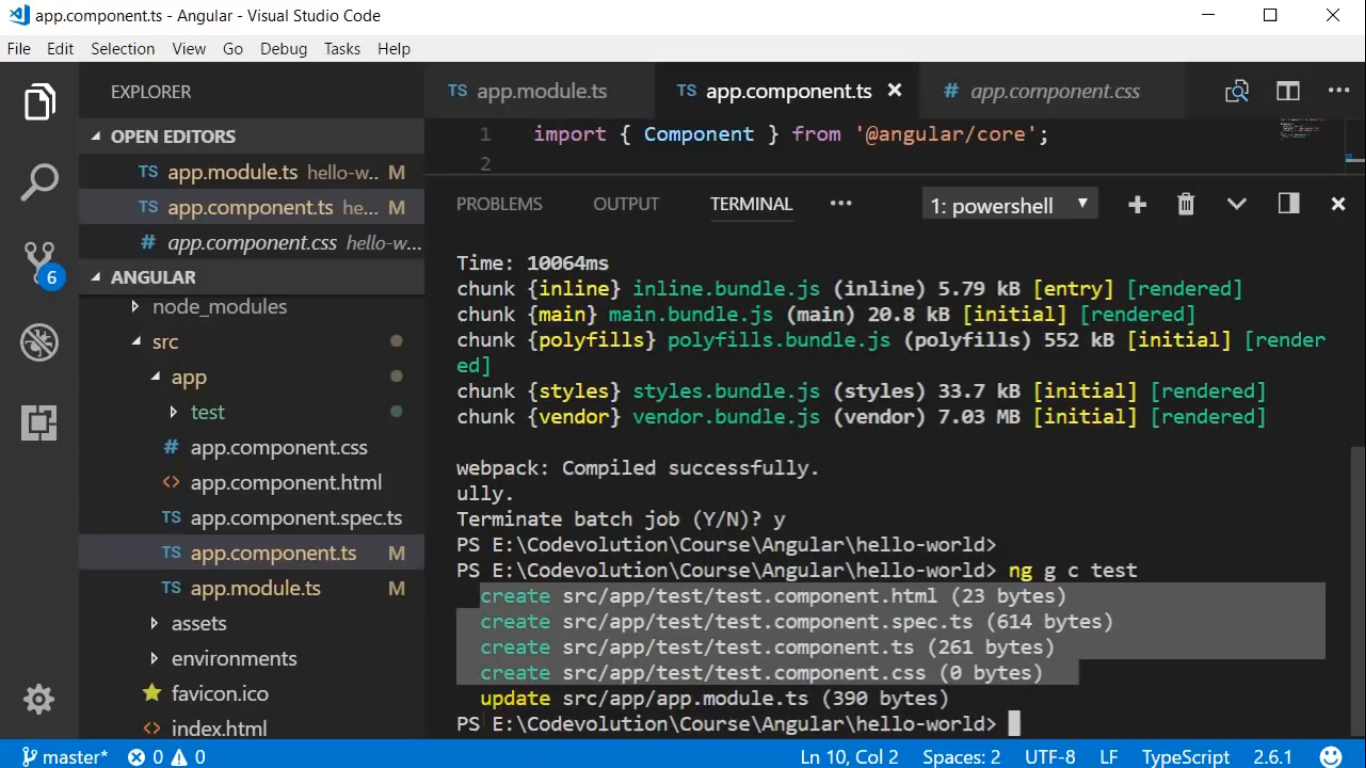 app.component.ts - Angular - Visual Studio Code
File Edit Selection View Go Debug Tasks Help
EXPLORER
OPEN EDITORS
TS app.module.ts hello-w.. M
TS app.component.ts he... M
# app.component.css hello-w...
ANGULAR
node_modules
src
app
test
# app.component.css
<> app.component.html
TS app.component.spec.ts
TS app.component.ts M
TS app.module.ts M
assets
environments
favicon.ico
<> index.html
6
TS app.module.ts TS app.component.ts # app.component.css
1 import { Component } from '@angular/core';
2
PROBLEMS OUTPUT TERMINAL ••• 1: powershell
Time: 10064ms
chunk {inline} inline.bundle.js (inline) 5.79 kB [entry] [rendered]
chunk {main} main.bundle.js (main) 20.8 kB [initial] [rendered]
chunk {polyfills} polyfills.bundle.js (polyfills) 552 kB [initial] [render
ed]
chunk {styles} styles.bundle.js (styles) 33.7 kB [initial] [rendered]
chunk {vendor} vendor.bundle.js (vendor) 7.03 MB [initial] [rendered]
webpack: Compiled successfully.
ully.
Terminate batch job (Y/N)? y
PS E:\Codevolution\Course\Angular\hello-world>
PS E:\Codevolution\Course\Angular\hello-world> ng g c test
create src/app/test/test.component.html (23 bytes)
create src/app/test/test.component.spec.ts (614 bytes)
create src/app/test/test.component.ts (261 bytes)
create src/app/test/test.component.css (0 bytes)
update src/app/app.module.ts (390 bytes)
PS E:\Codevolution\Course\Angular\hello-world>
master* 0 0 Ln 10, Col 2 Spaces: 2 UTF-8 LF TypeScript 2.6.1